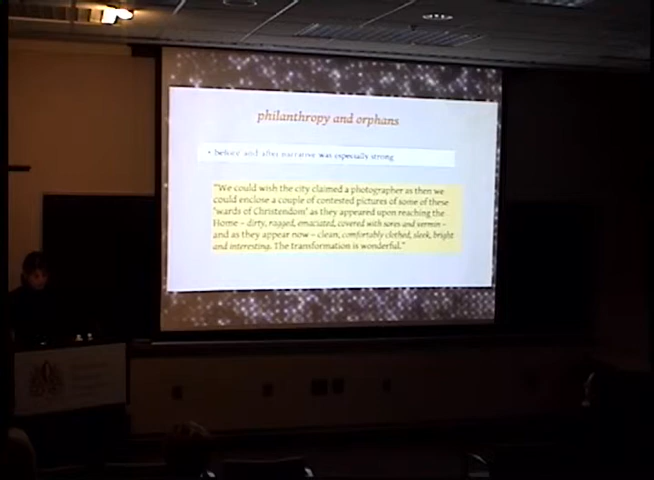 philanthropy and orphans
• before and after narrative was especially strong
"We could wish the city claimed a photographer as then we
could enclose a couple of contested pictures of some of these
"wards of Christendom" as they appeared upon reaching the
Home – dirty, ragged, emaciated, covered with sores and vermin –
and as they appear now – clean, comfortably clothed, sleek, bright
and interesting. The transformation is wonderful."